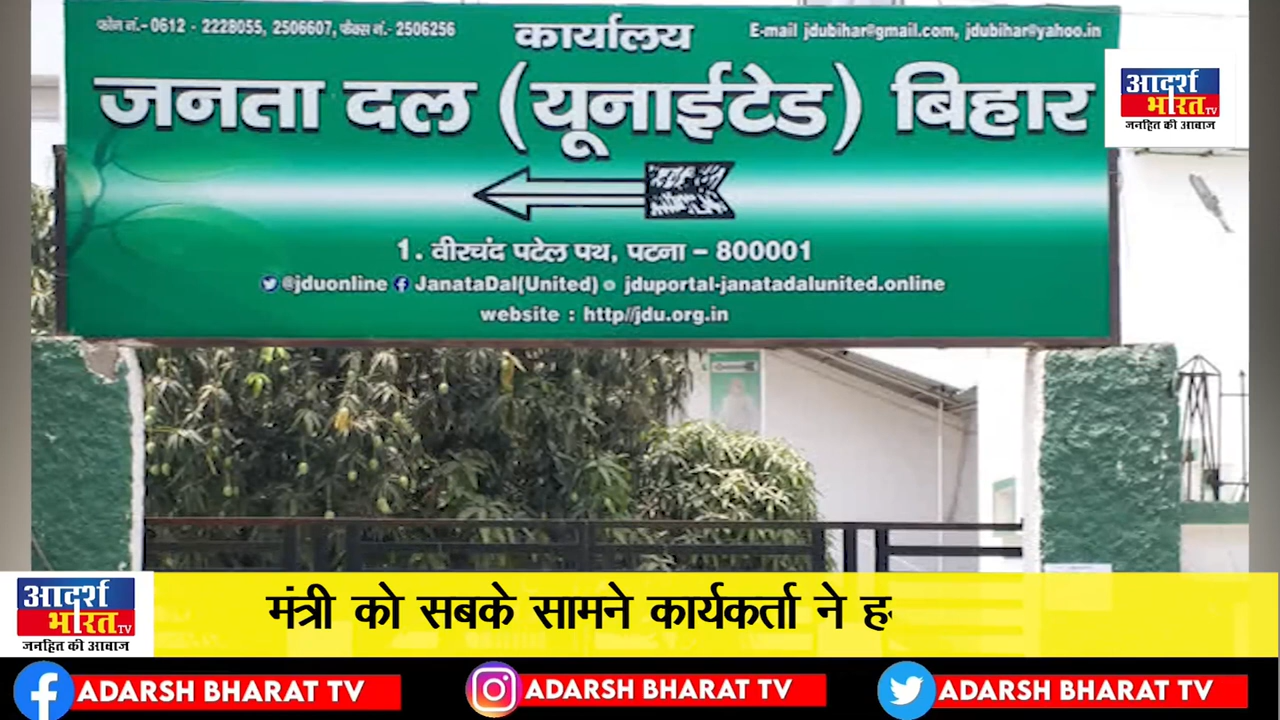 फोन नं.- 0612 - 2228055, 2506607, फैक्स नं.- 2506256
कार्यालय
E-mail jdubihar@gmail.com, jdubihar@yahoo.in
जनता दल (यूनाईटेड) बिहार
1. वीरचंद पटेल पथ, पटना - 800001
@jduonline JanataDal(United) jduportal-janatadalunited.online
website : http//jdu.org.in
आदर्श
भारत TV
जनहित की आवाज
मंत्री को सबके सामने कार्यकर्ता ने
आदर्श
भारत TV
जनहित की आवाज
ADARSH BHARAT TV
ADARSH BHARAT TV
ADARSH BHARAT TV